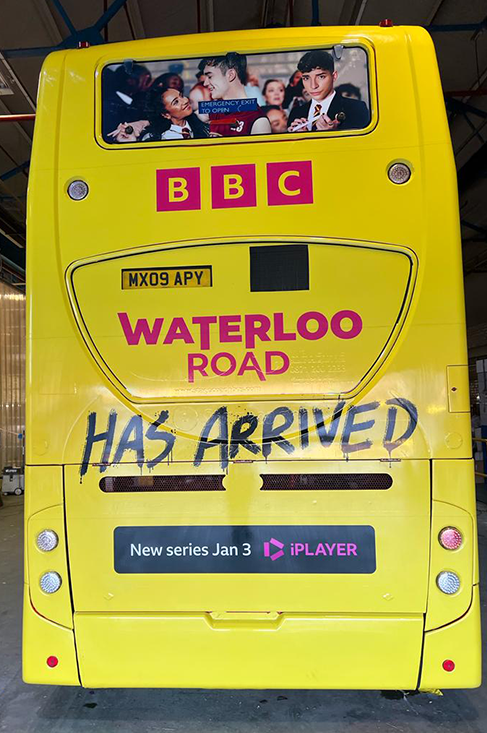 EMERGENCY EXIT
TO OPEN
BBC
MX09 APY
WATERLOO
ROAD
HAS ARRIVED
New series Jan 3 iPLAYER